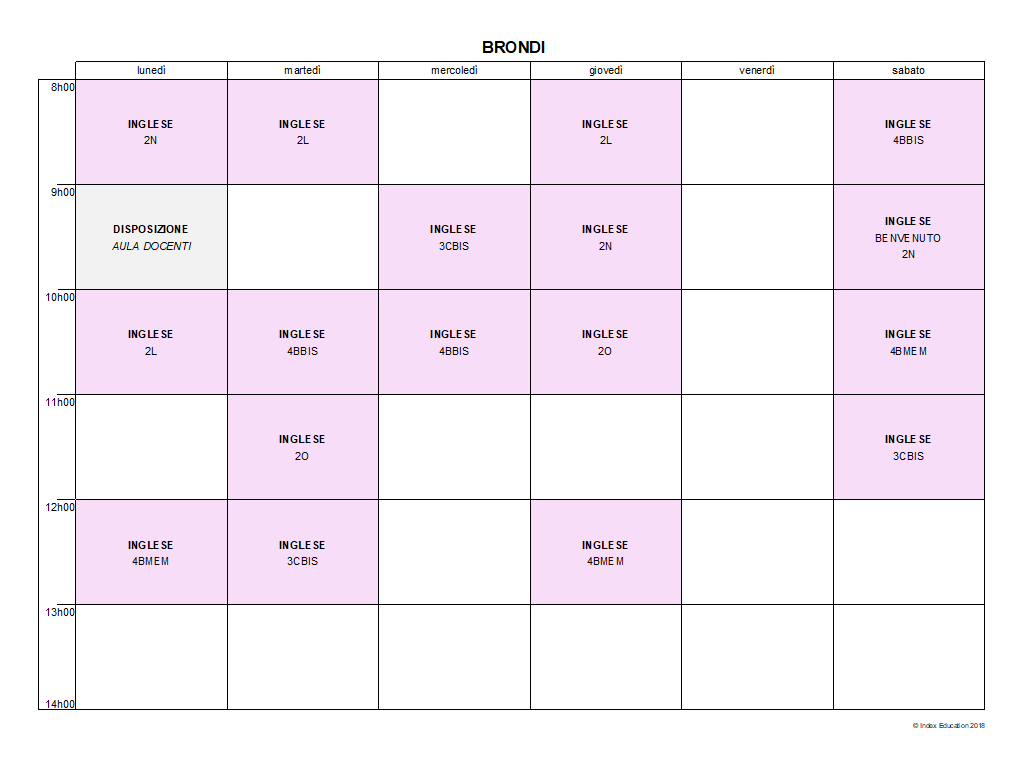 BRONDI
lunedì martedì mercoledì giovedì venerdì sabato
8h00
INGLESE INGLESE INGLESE INGLESE
2N 2L 2L 4BBIS
9h00
INGLESE
DISPOSIZIONE INGLESE INGLESE BENVENUTO
AULA DOCENTI 3CBIS 2N 2N
10h00
INGLESE INGLESE INGLESE INGLESE INGLESE
2L 4BBIS 4BBIS 2O 4BMEM
11h00
INGLESE INGLESE
2O 3CBIS
12h00
INGLESE INGLESE INGLESE
4BMEM 3CBIS 4BMEM
13h00
14h00
© Index Education 2018